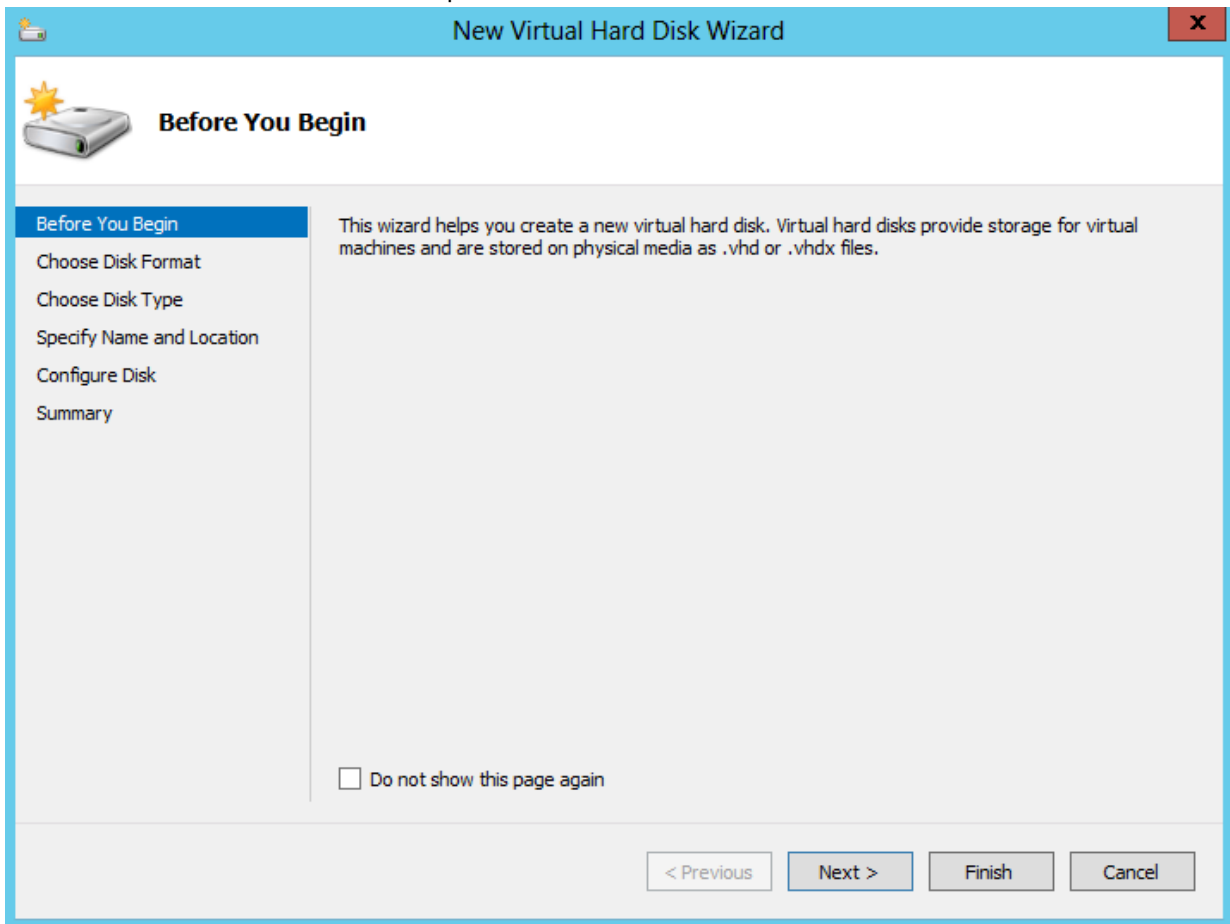 New Virtual Hard Disk Wizard
x
Before You Begin
Before You Begin
Choose Disk Format
Choose Disk Type
Specify Name and Location
Configure Disk
Summary
This wizard helps you create a new virtual hard disk. Virtual hard disks provide storage for virtual
machines and are stored on physical media as .vhd or .vhdx files.
Do not show this page again
< Previous
Next >
Finish
Cancel